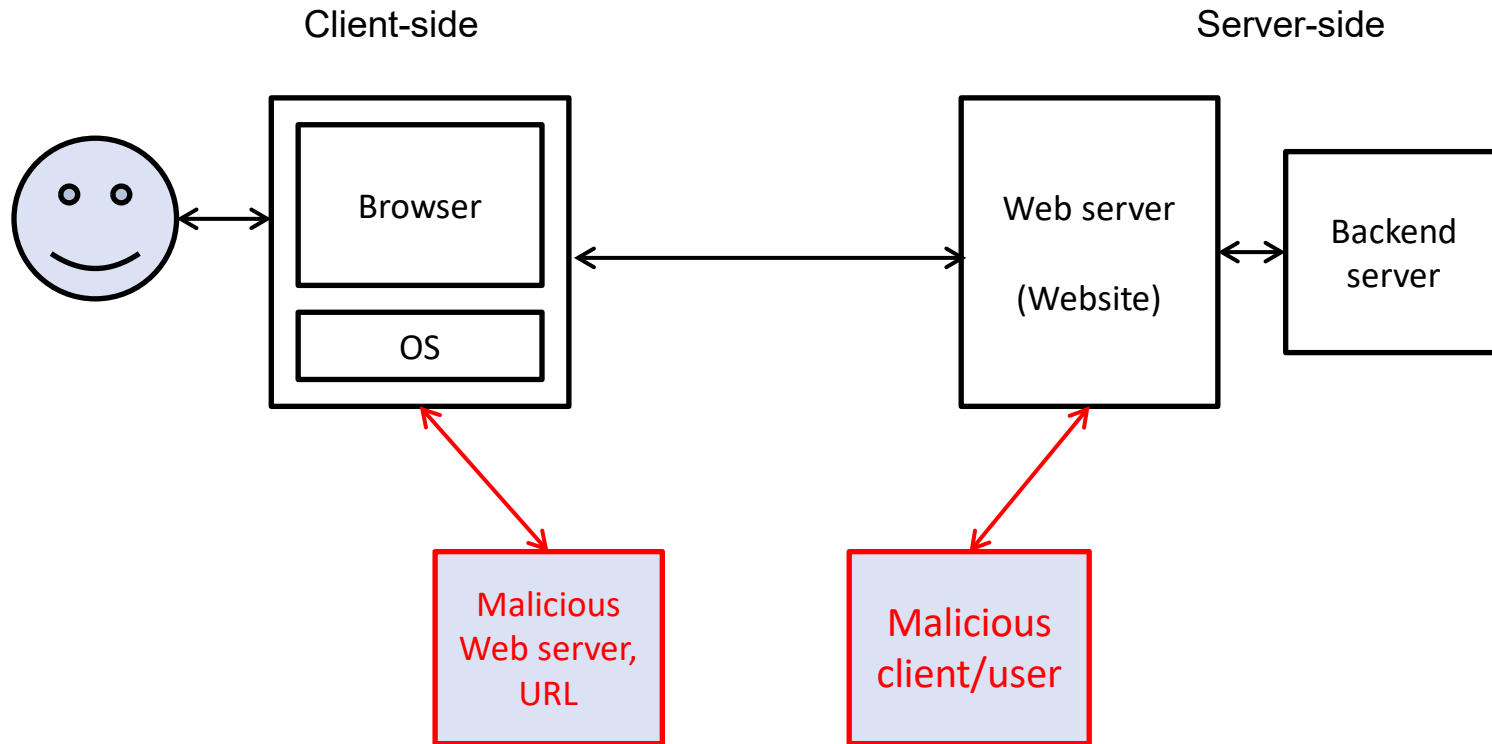 Client-side
Server-side
Browser
OS
Web server
(Website)
Backend
server
Malicious
Web server,
URL
Malicious
client/user